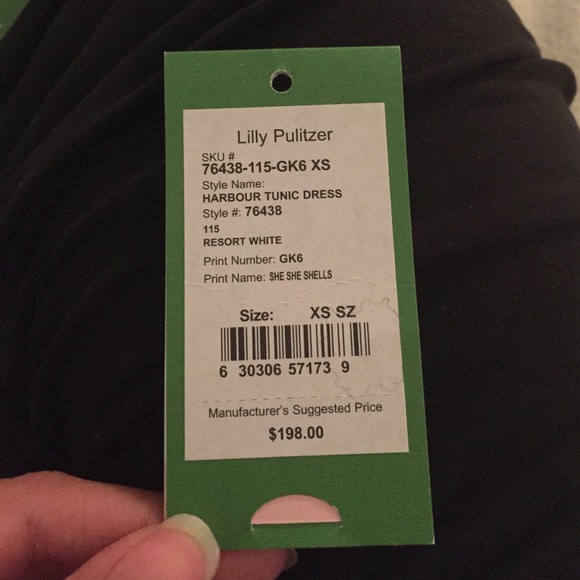 Lilly Pulitzer
SKU #
76438-115-GK6 XS
Style Name:
HARBOUR TUNIC DRESS
Style #: 76438
115
RESORT WHITE
Print Number: GK6
Print Name: SHE SHE SHELLS
Size: XS SZ
6 30306 57173 9
Manufacturer's Suggested Price
$198.00